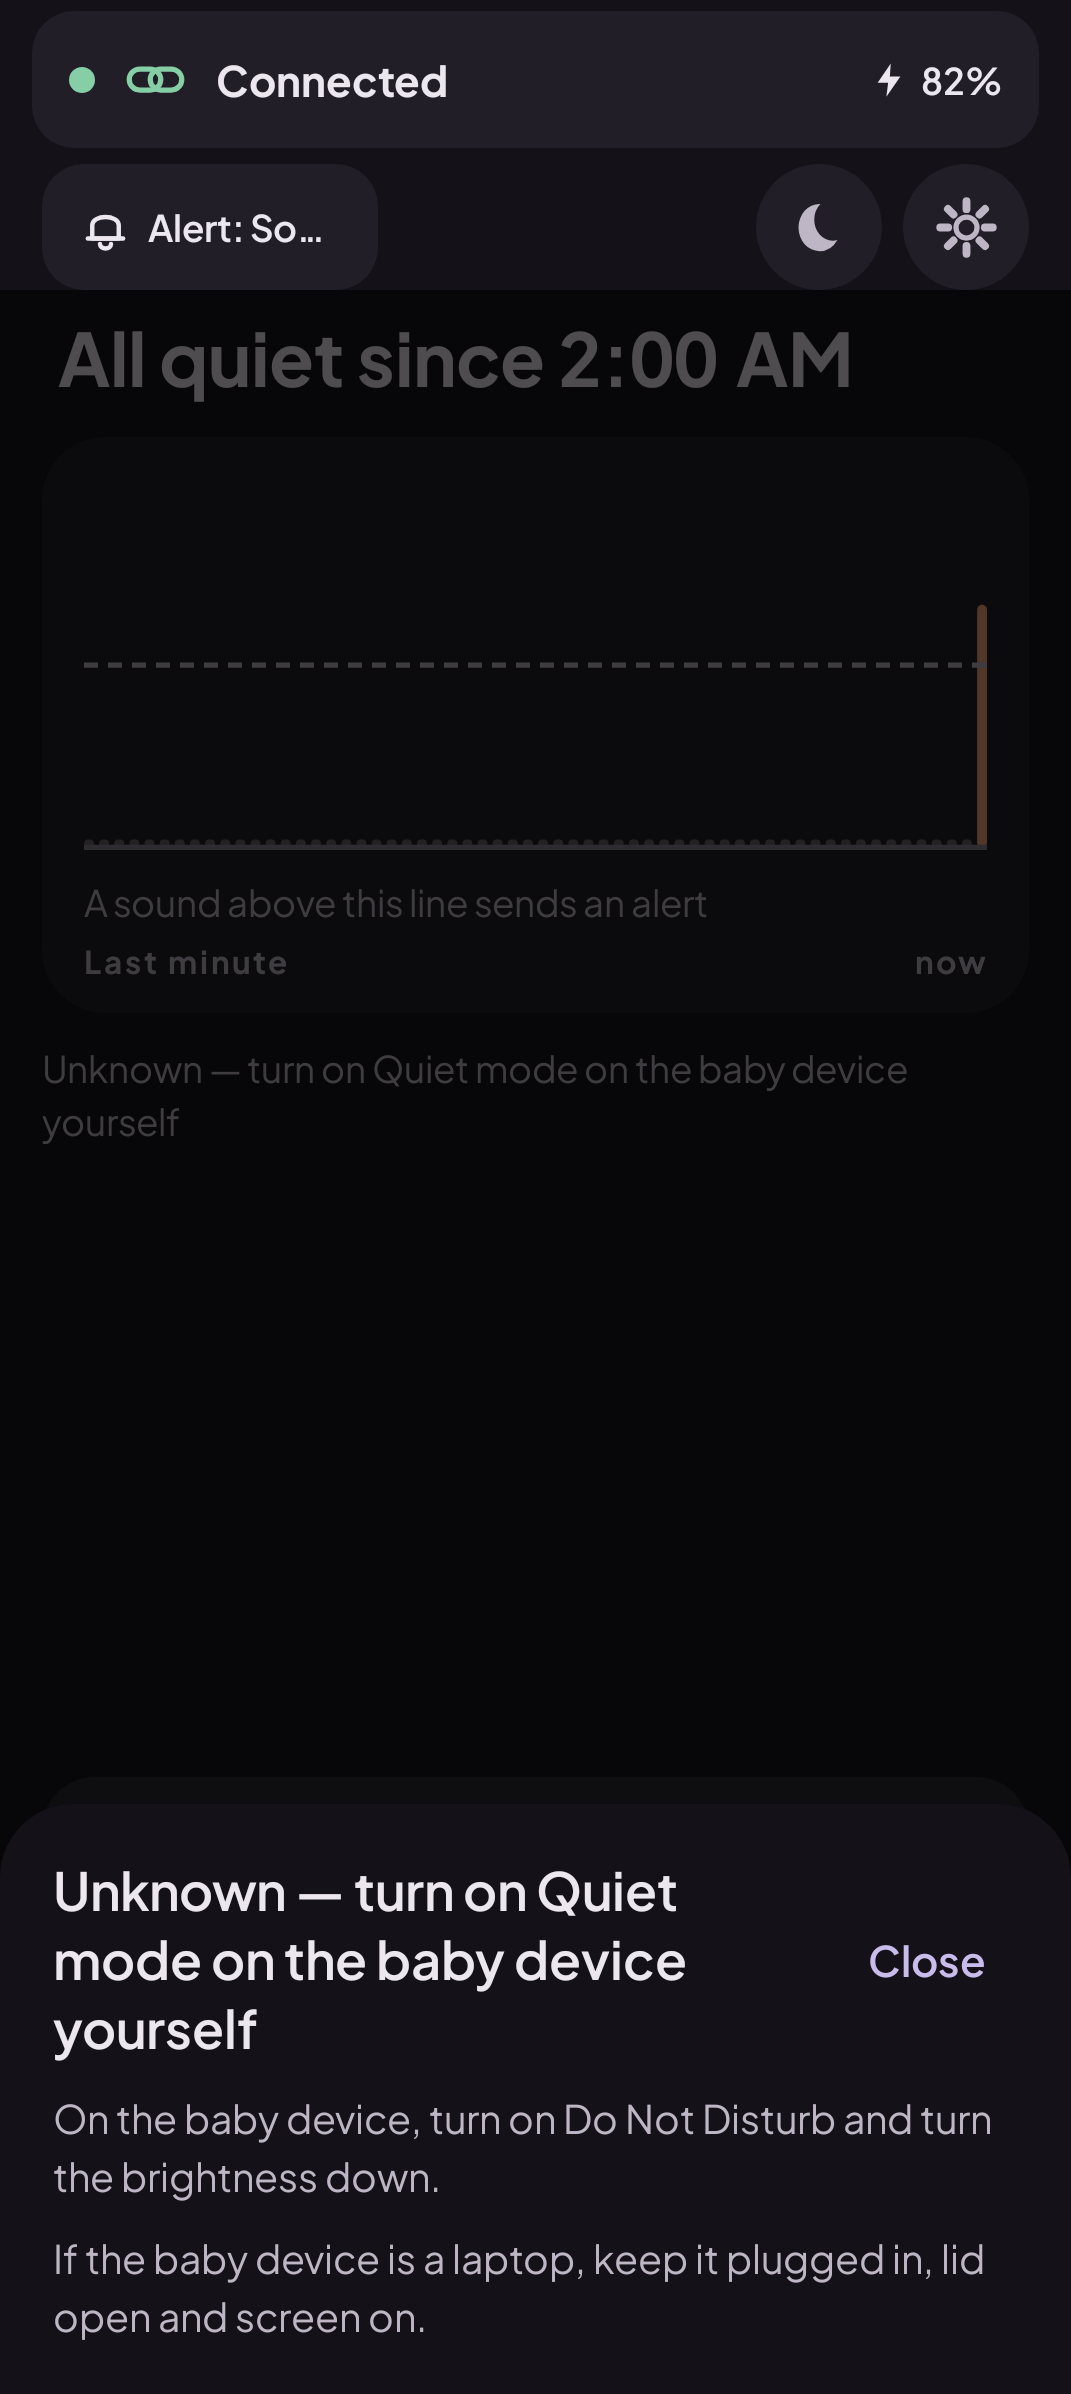 Connected
82%
Alert: So...
All quiet since 2:00 AM
A sound above this line sends an alert
Last minute
now
Unknown — turn on Quiet mode on the baby device
yourself
Unknown — turn on Quiet
mode on the baby device
yourself
Close
On the baby device, turn on Do Not Disturb and turn
the brightness down.
If the baby device is a laptop, keep it plugged in, lid
open and screen on.